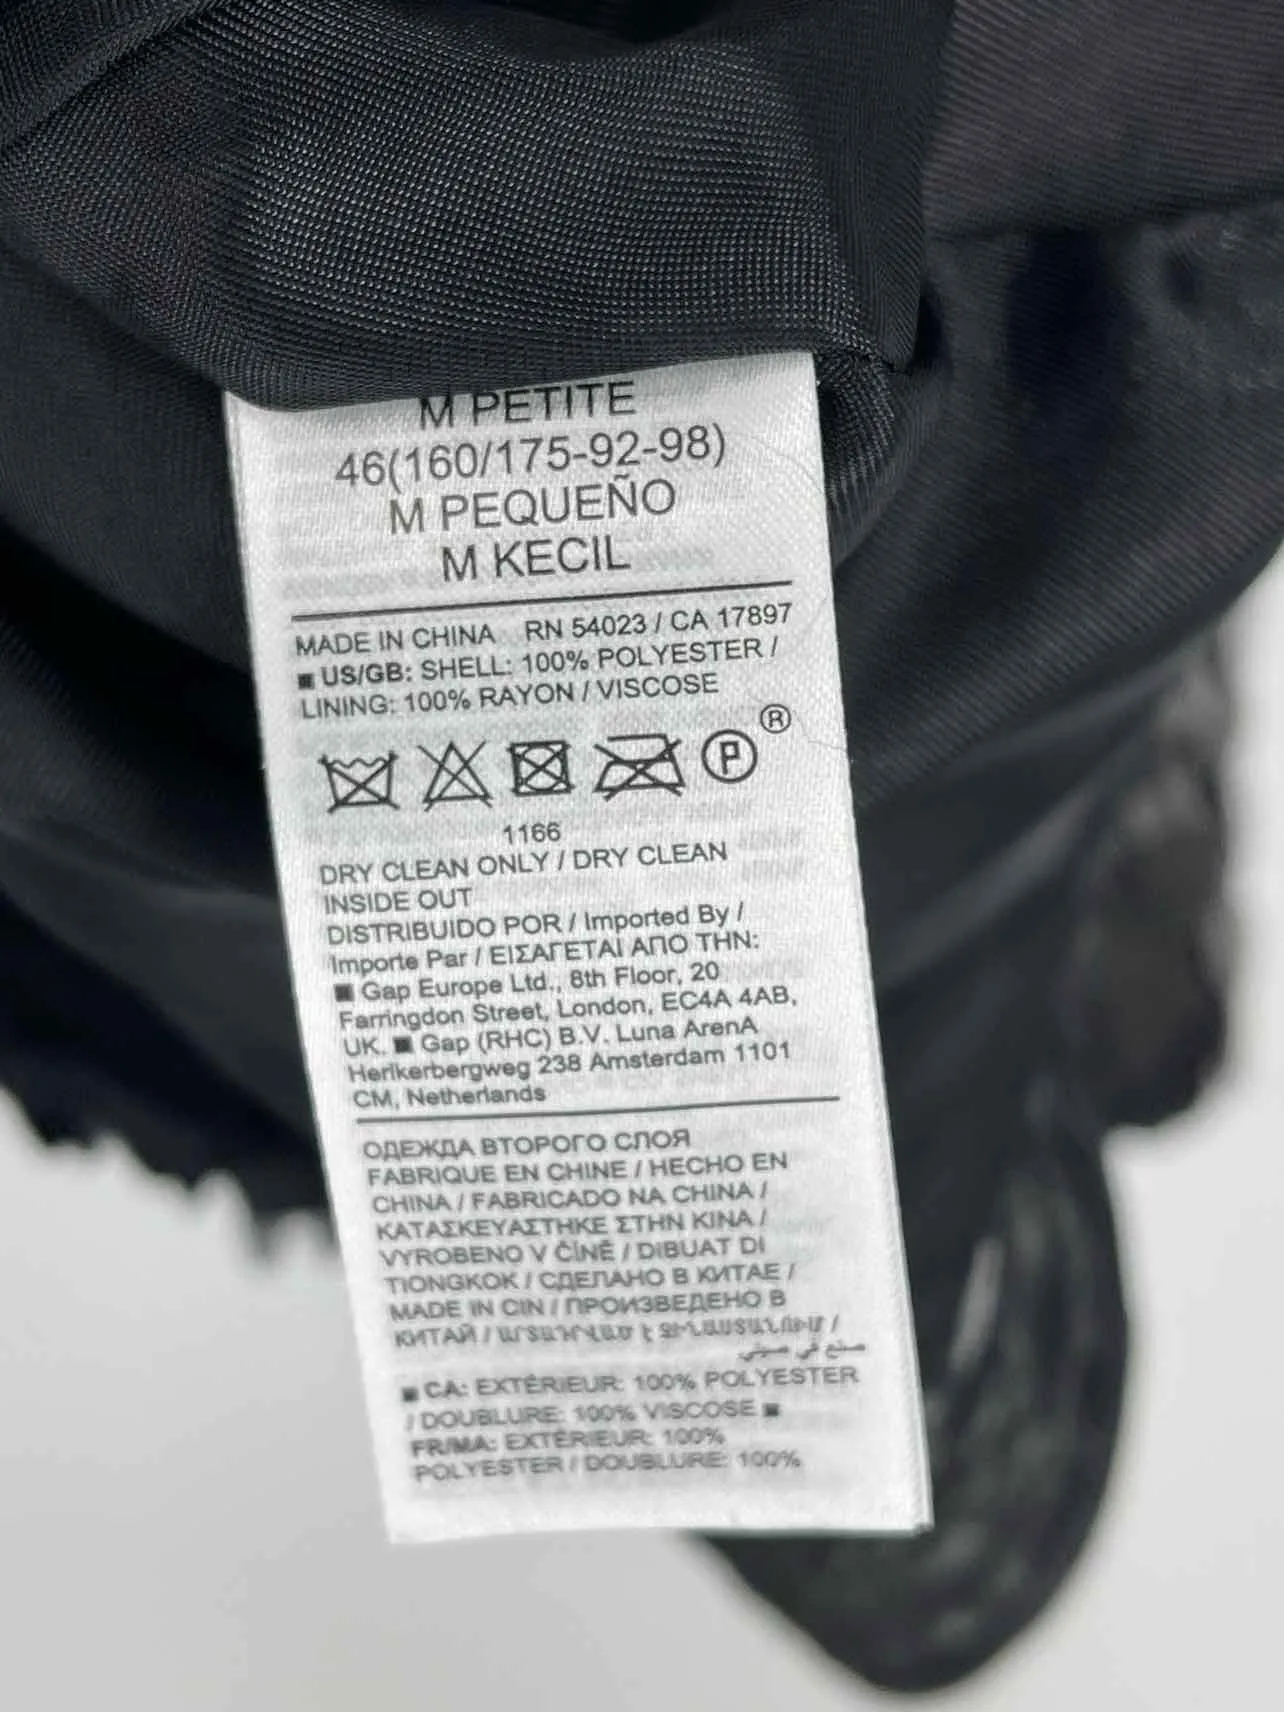 M PETITE
46(160/175-92-98)
M PEQUEÑO
M KECIL
MADE IN CHINA RN 54023 / CA 17897
■ US/GB: SHELL: 100% POLYESTER /
LINING: 100% RAYON / VISCOSE
P ®
1166
DRY CLEAN ONLY / DRY CLEAN
INSIDE OUT
DISTRIBUIDO POR / Imported By /
Importe Par / ΕΙΣΑΓΕΤΑΙ ΑΠΟ ΤΗΝ:
■ Gap Europe Ltd., 8th Floor, 20
Farringdon Street, London, EC4A 4AB,
UK. ■ Gap (RHC) B.V. Luna ArenA
Herikerbergweg 238 Amsterdam 1101
CM, Netherlands
ОДЕЖДА ВТОРОГО СЛОЯ
FABRIQUE EN CHINE / HECHO EN
CHINA / FABRICADO NA CHINA /
ΚΑΤΑΣΚΕΥΑΣΤΗΚΕ ΣΤΗΝ ΚΙΝΑ /
VYROBENO V ČÍNĚ / DIBUAT DI
TIONGKOK / СДЕЛАНО В КИТАЕ /
MADE IN CIN / ПРОИЗВЕДЕНО В
КИТАЙ / ԱՐՏԱԴՐՎԱԾ Է ՉԻՆԱՍՏԱՆՈՒՄ /
صنع في صيني
■ CA: EXTÉRIEUR: 100% POLYESTER
/ DOUBLURE: 100% VISCOSE ■
FR/MA: EXTÉRIEUR: 100%
POLYESTER / DOUBLURE: 100%